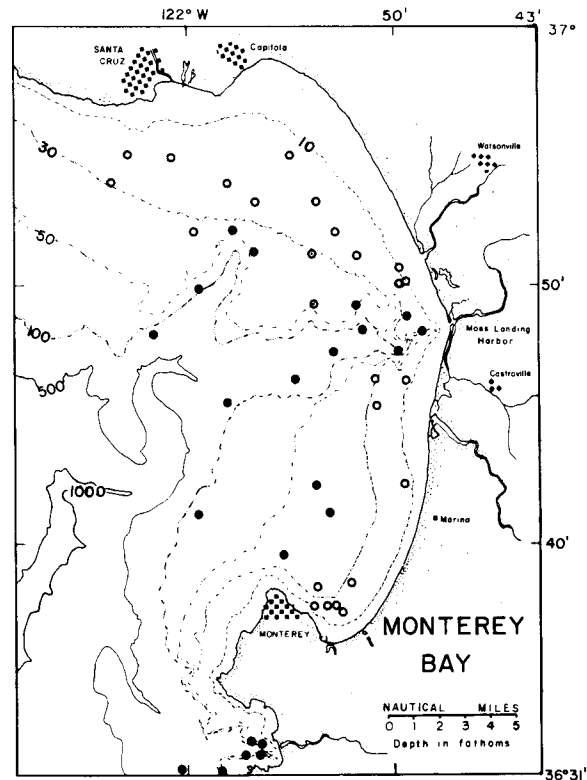 122° W 50' 43'
37°
SANTA
CRUZ
Capitola
10
30
Watsonville
50
50'
100
Moss Landing
Harbor
500
Castroville
1000
Marina
40'
MONTEREY
MONTEREY
BAY
NAUTICAL MILES
0 1 2 3 4 5
Depth in fathoms
36°31'